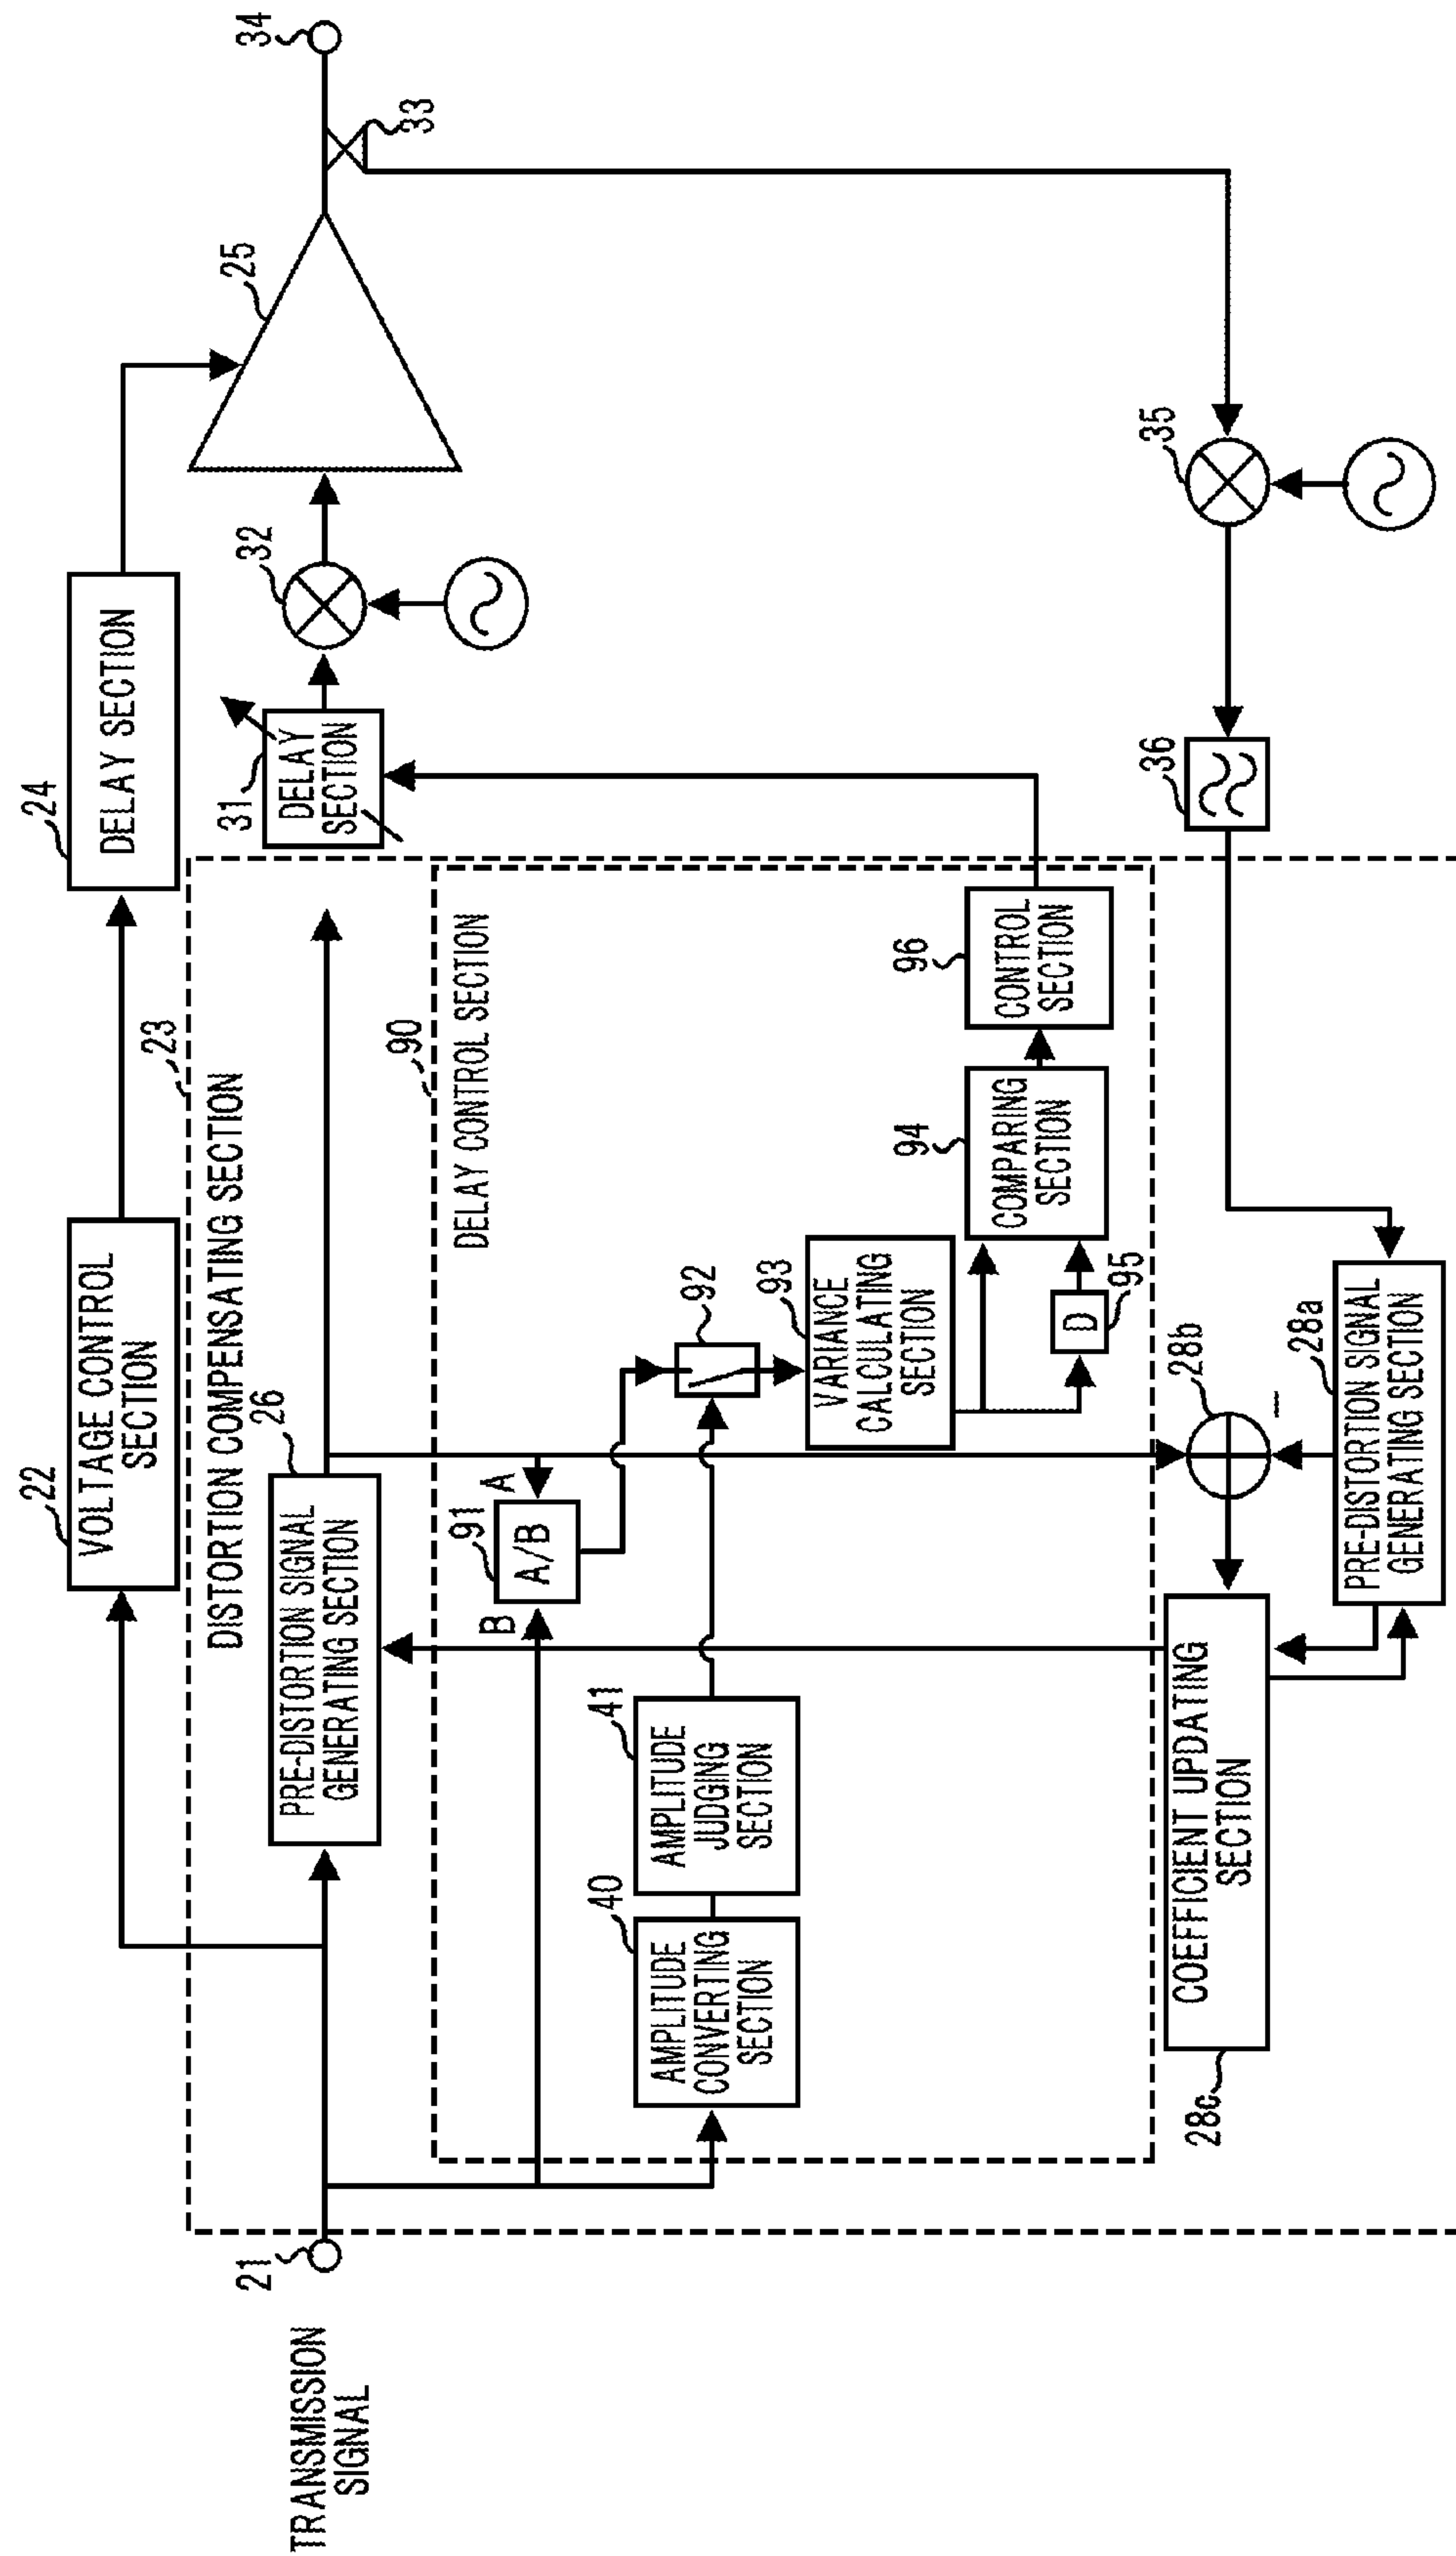 TRANSMISSION
SIGNAL
21
22
VOLTAGE CONTROL
SECTION
24
DELAY SECTION
23
DISTORTION COMPENSATING SECTION
26
PRE-DISTORTION SIGNAL
GENERATING SECTION
31
DELAY
SECTION
32
25
33
34
90
DELAY CONTROL SECTION
91
A
A/B
B
92
40
AMPLITUDE
CONVERTING
SECTION
41
AMPLITUDE
JUDGING
SECTION
93
VARIANCE
CALCULATING
SECTION
94
COMPARING
SECTION
D
95
96
CONTROL
SECTION
35
36
28b
−
28a
PRE-DISTORTION SIGNAL
GENERATING SECTION
COEFFICIENT UPDATING
SECTION
28c